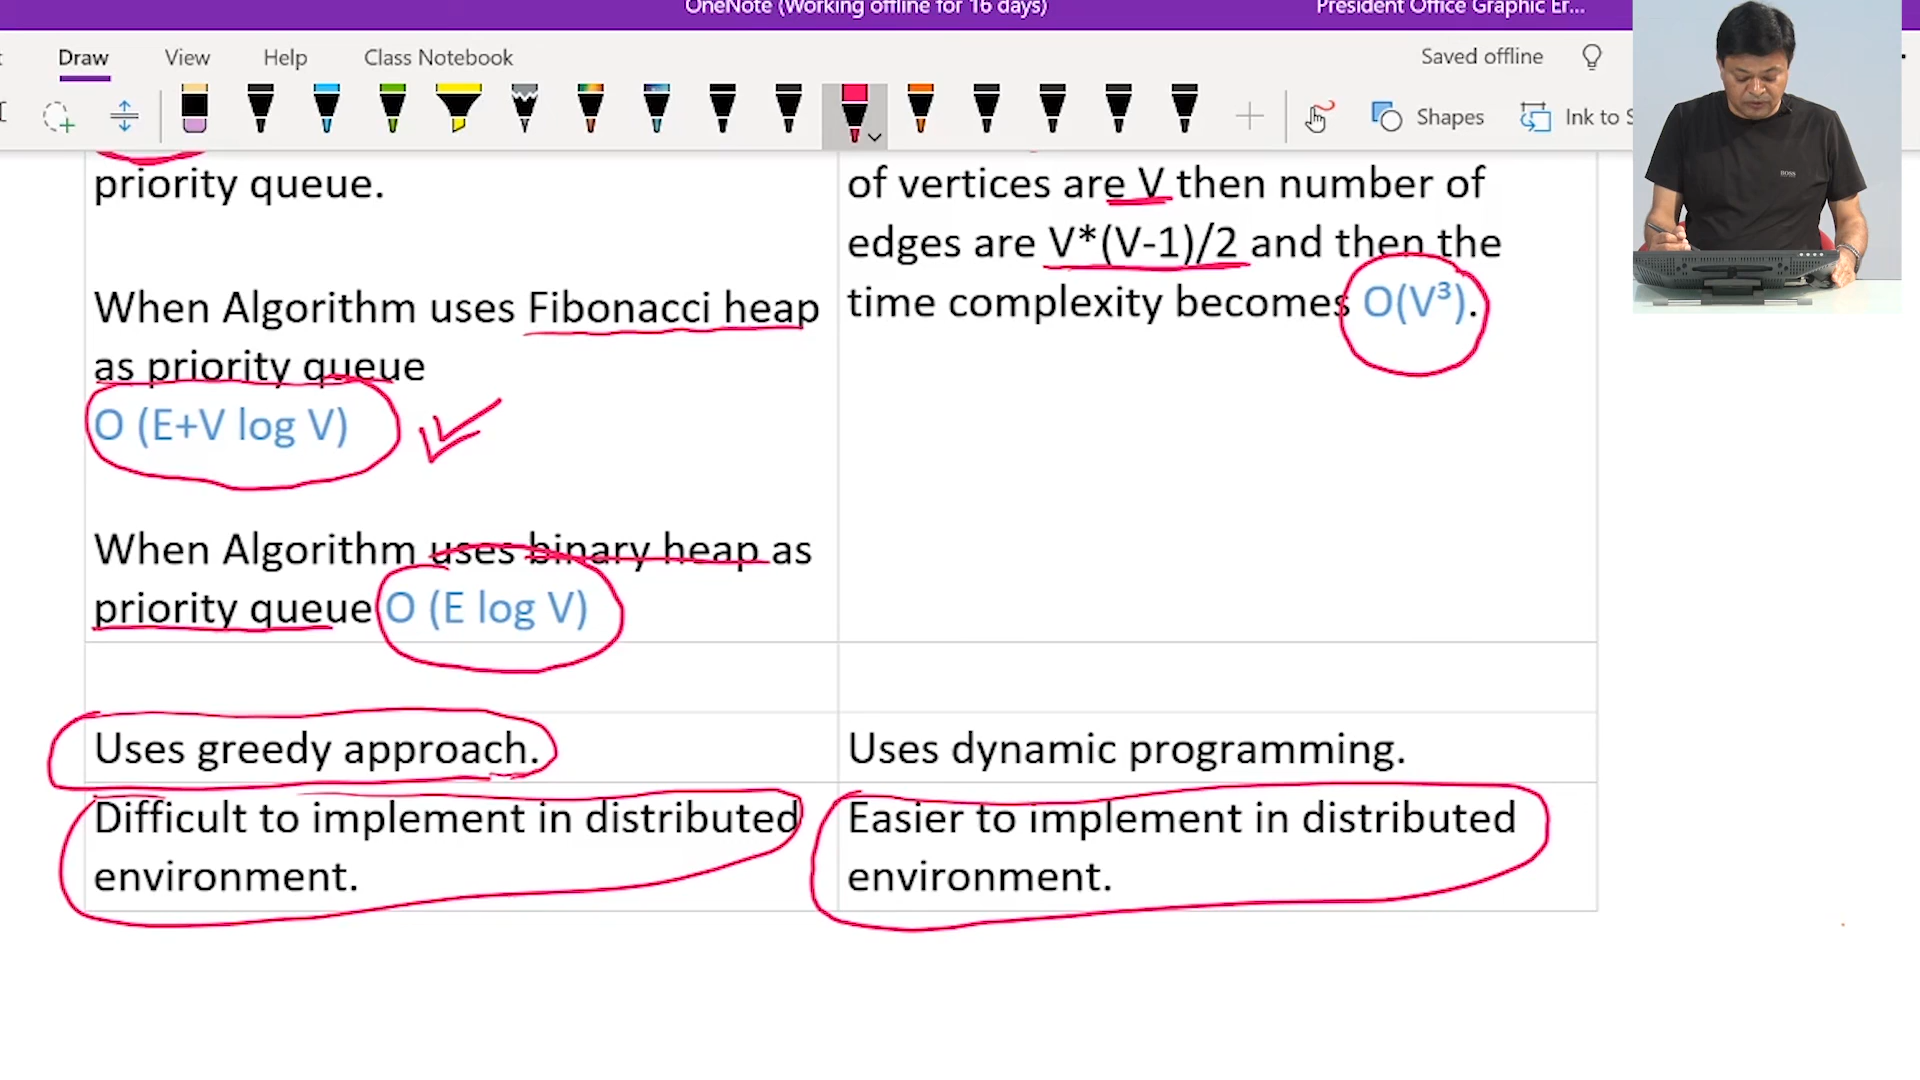 OneNote (Working offline for 16 days)
President Office Graphic Er...
Draw
View
Help
Class Notebook
Saved offline
Shapes
Ink to S
priority queue.
When Algorithm uses Fibonacci heap
as priority queue
O (E+V log V)
When Algorithm uses binary heap as
priority queue O (E log V)
of vertices are V then number of
edges are V*(V-1)/2 and then the
time complexity becomes O(V³).
Uses greedy approach.
Uses dynamic programming.
Difficult to implement in distributed
environment.
Easier to implement in distributed
environment.
BOSS